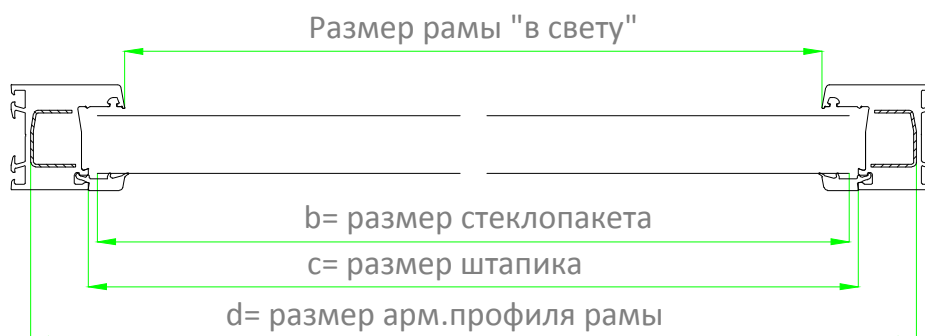 Размер рамы "в свету"
b= размер стеклопакета
c= размер штапика
d= размер арм.профиля рамы